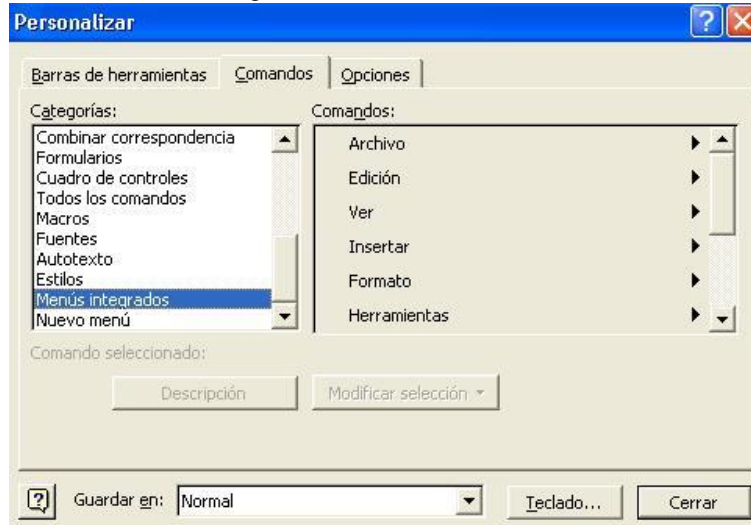 Personalizar
Barras de herramientas Comandos Opciones
Categorías: Comandos:
Combinar correspondencia
Formularios
Cuadro de controles
Todos los comandos
Macros
Fuentes
Autotexto
Estilos
Menús integrados
Nuevo menú
Archivo
Edición
Ver
Insertar
Formato
Herramientas
Comando seleccionado:
Descripción Modificar selección
Guardar en: Normal Teclado... Cerrar